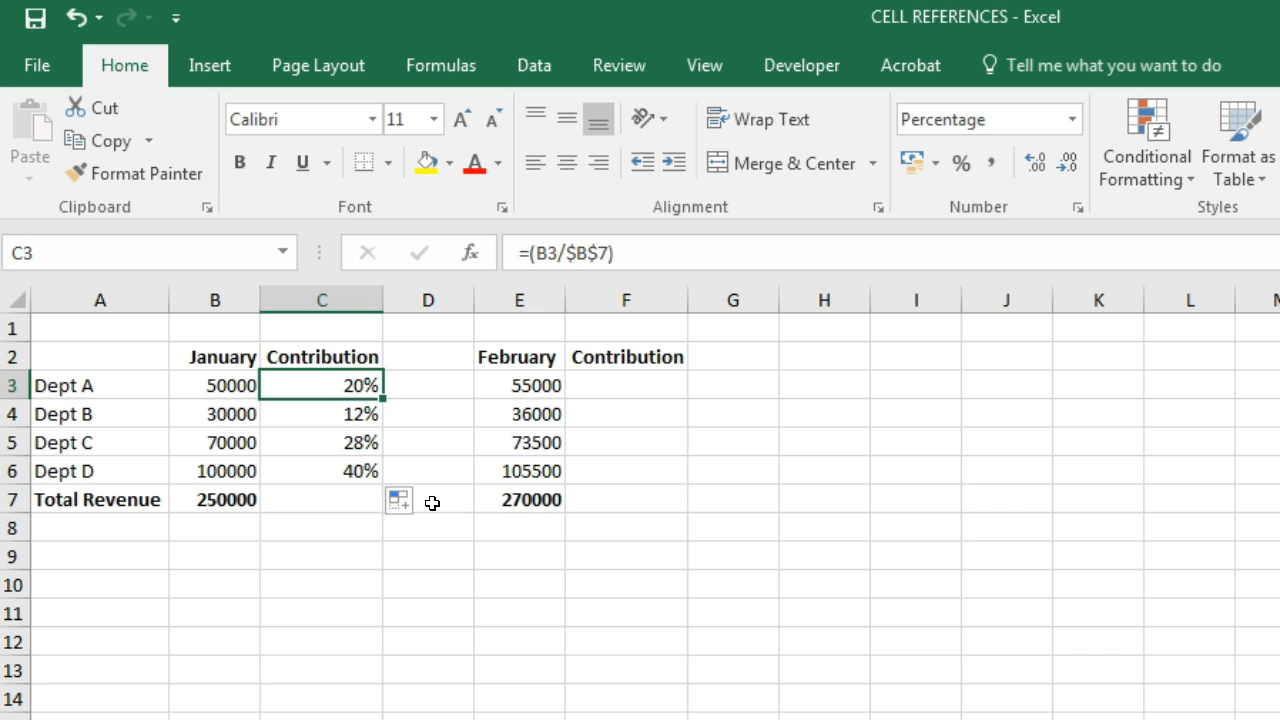 CELL REFERENCES - Excel
File Home Insert Page Layout Formulas Data Review View Developer Acrobat Tell me what you want to do
Paste
Cut
Copy
Format Painter
Clipboard
Calibri 11
B I U
Font
Wrap Text
Merge & Center
Alignment
Percentage
Number
Conditional Formatting
Format as Table
Styles
C3 fx =(B3/$B$7)
A B C D E F G H I J K L
1
2 January Contribution February Contribution
3 Dept A 50000 20% 55000
4 Dept B 30000 12% 36000
5 Dept C 70000 28% 73500
6 Dept D 100000 40% 105500
7 Total Revenue 250000 270000
8
9
10
11
12
13
14